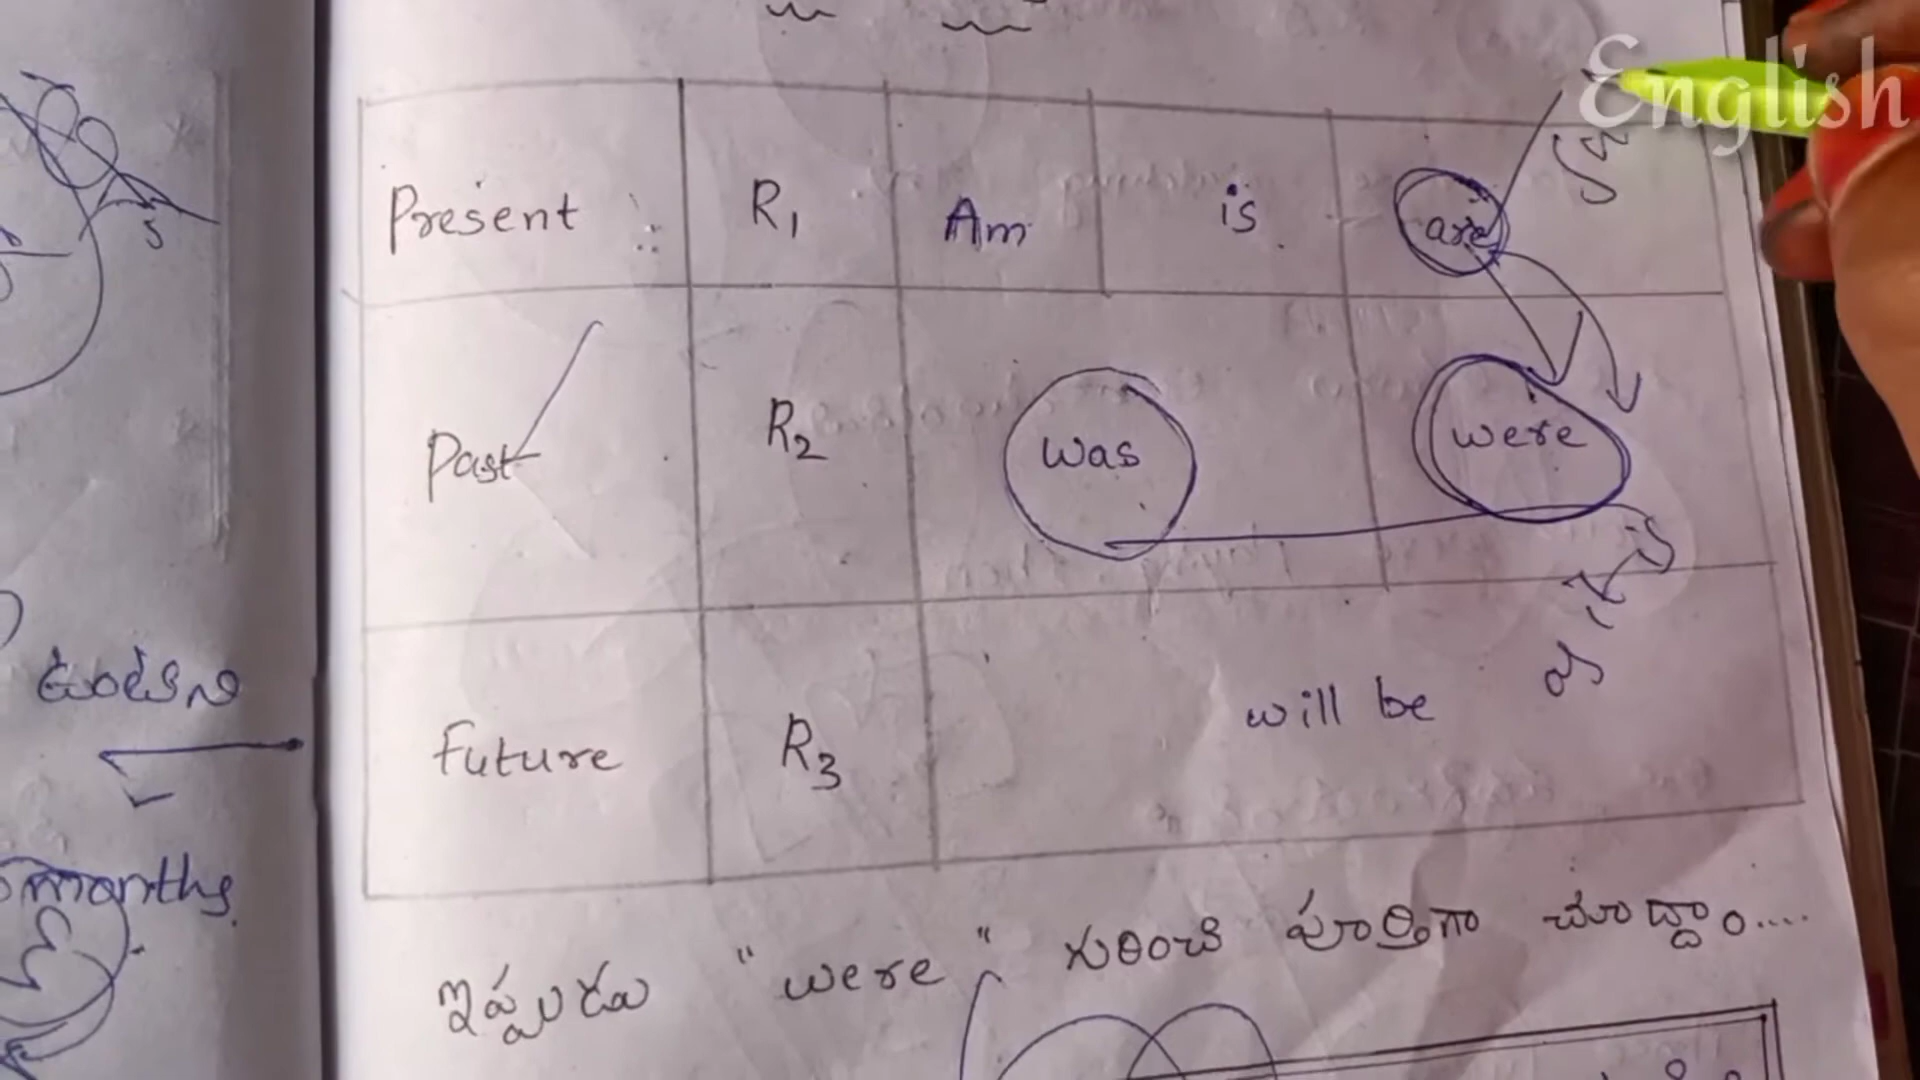 English
Present : R1 Am is are
Past R2 was were
Future R3 will be
ఉండెను
months
ఇప్పుడు "were" గురించి పూర్తిగా చూద్దాం....